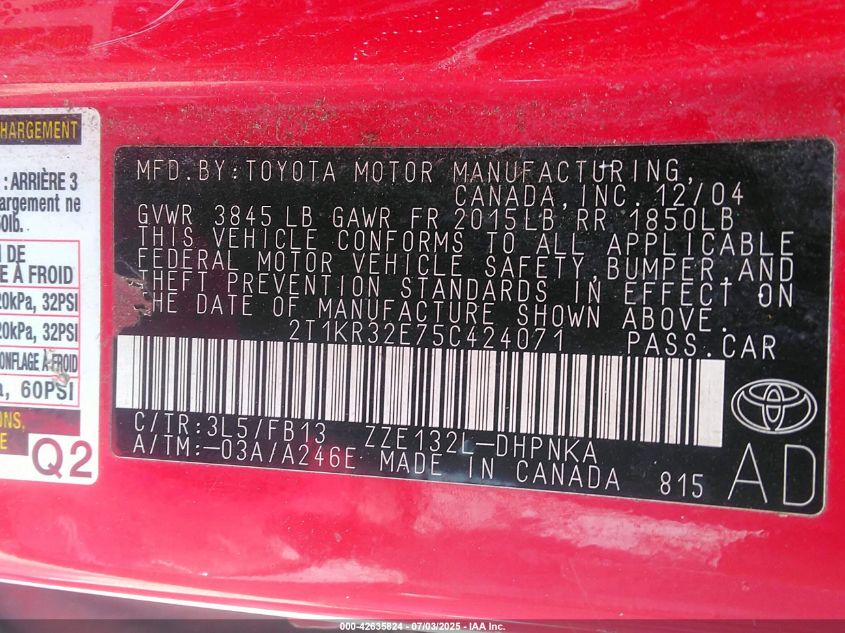 CHARGEMENT
: ARRIÈRE 3
argement ne
50lb.
N DE
E À FROID
20kPa, 32PSI
20kPa, 32PSI
ONFLAGE À FROID
a, 60PSI
ONS,
E
Q2
MFD.BY:TOYOTA MOTOR MANUFACTURING,
CANADA,INC. 12/04
GVWR 3845 LB GAWR FR 2015LB RR 1850LB
THIS VEHICLE CONFORMS TO ALL APPLICABLE
FEDERAL MOTOR VEHICLE SAFETY,BUMPER,AND
THEFT PREVENTION STANDARDS IN EFFECT ON
THE DATE OF MANUFACTURE SHOWN ABOVE.
2T1KR32E75C424071 PASS.CAR
C/TR:3L5/FB13 ZZE132L-DHPNKA
A/TM:-03A/A246E MADE IN CANADA 815
AD
000-42635824 | 07/03/2025 - IAA Inc.